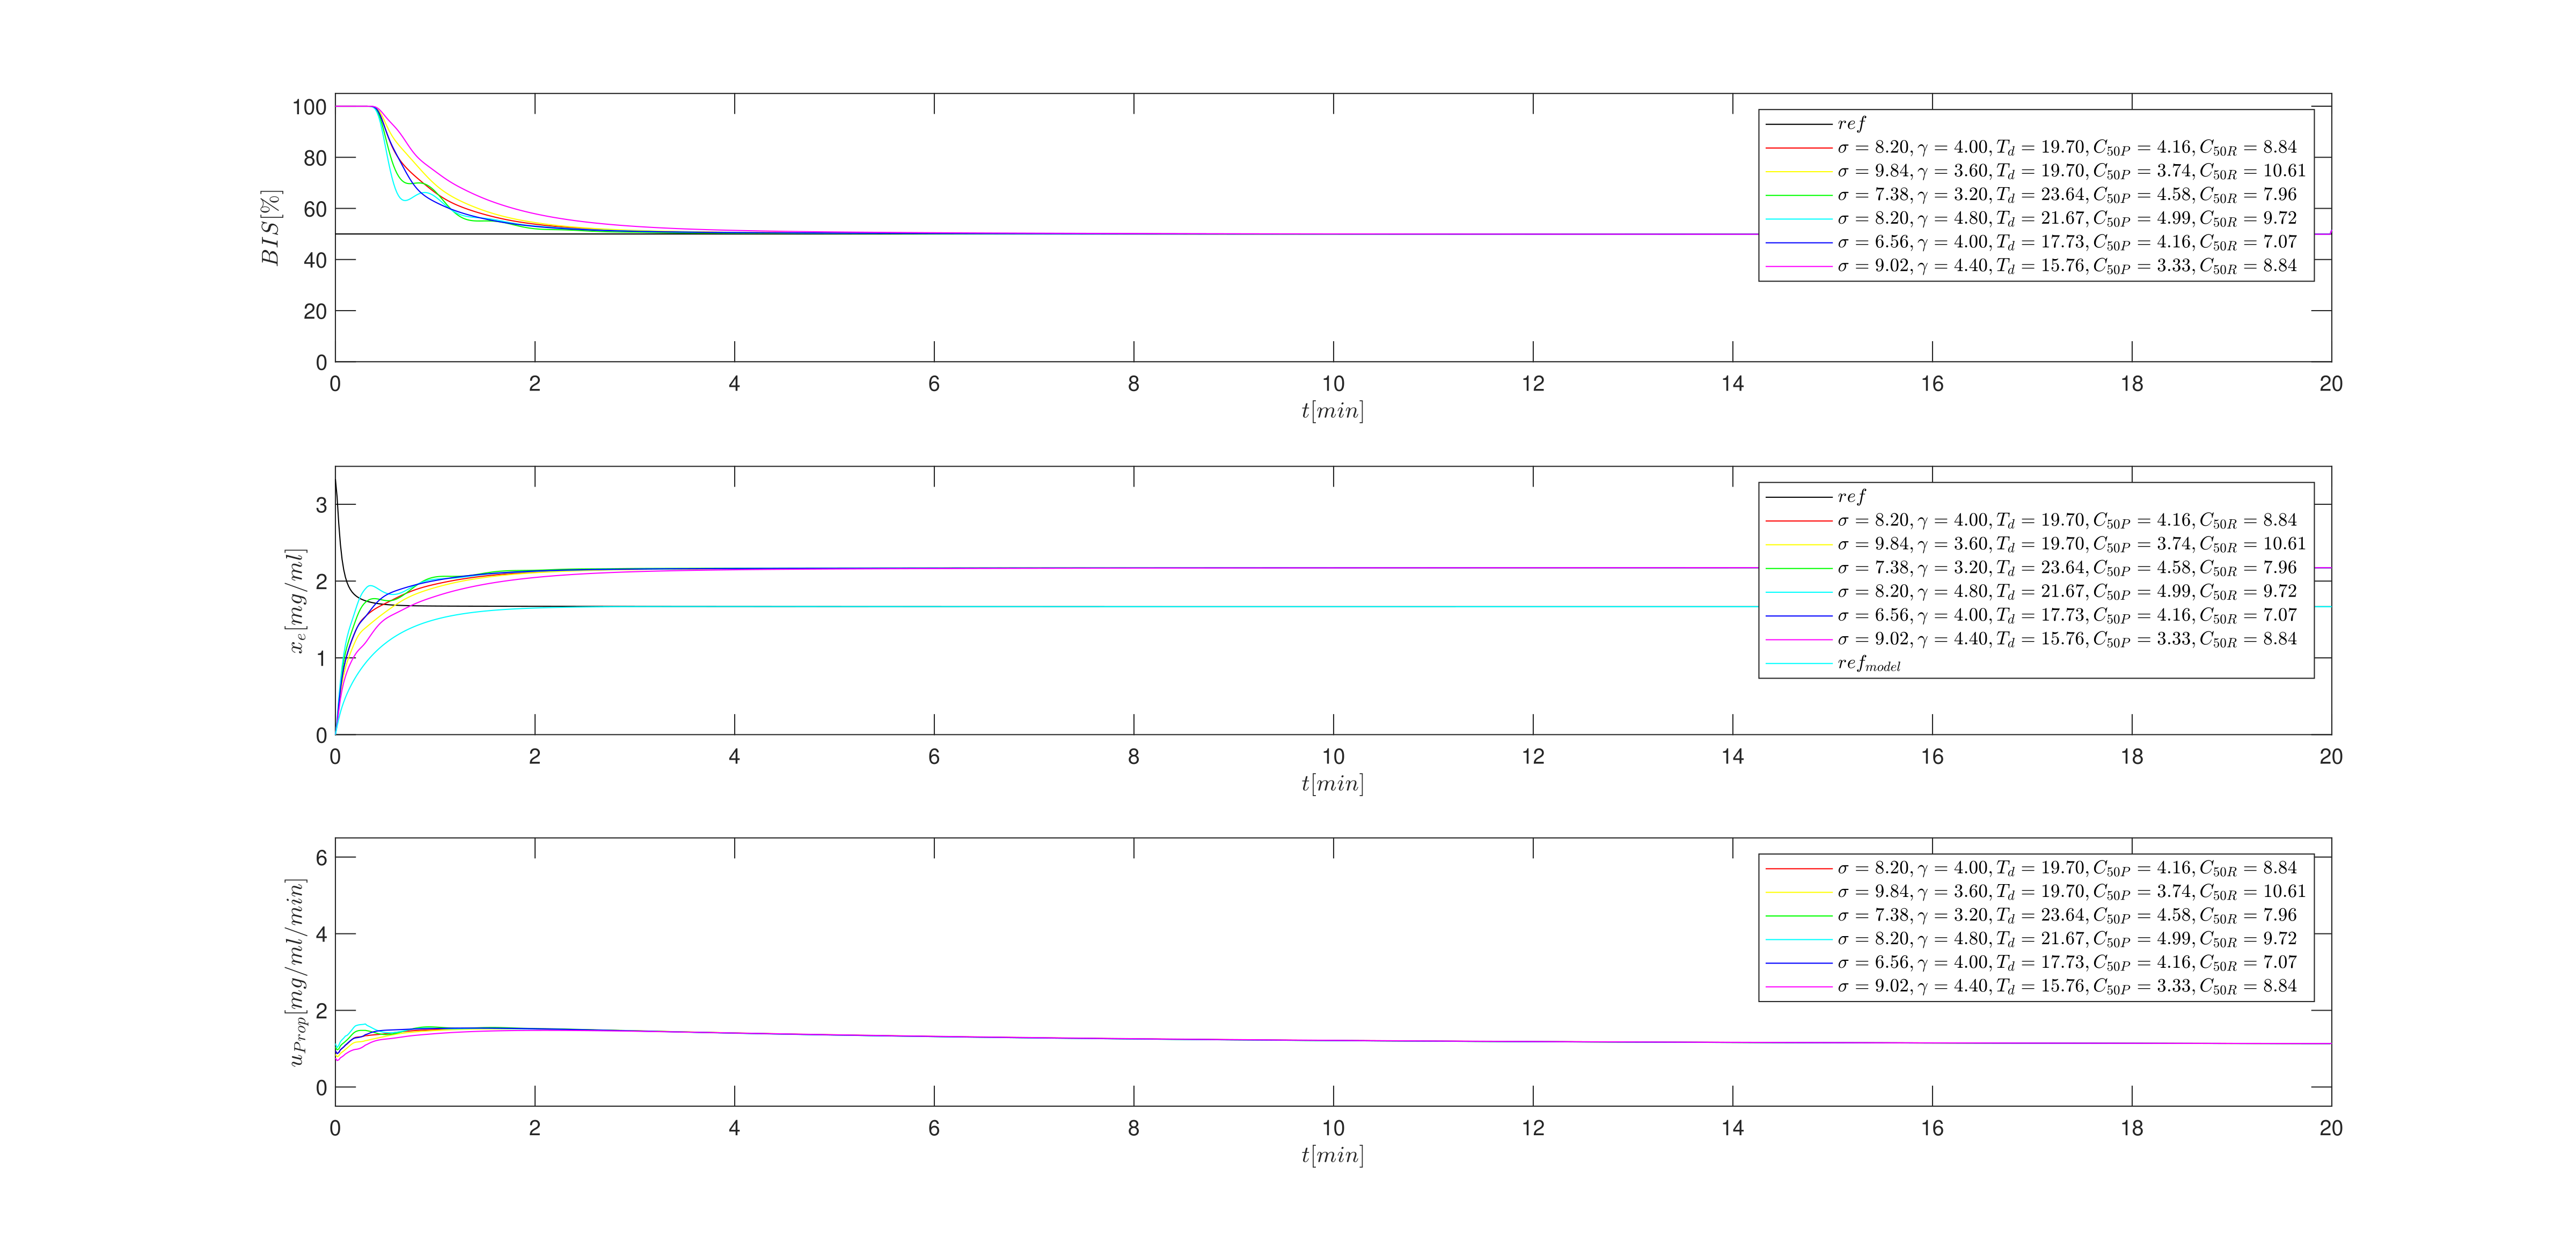 100
80
60
40
20
0
BIS[%]
ref
σ = 8.20, γ = 4.00, T_d = 19.70, C_50P = 4.16, C_50R = 8.84
σ = 9.84, γ = 3.60, T_d = 19.70, C_50P = 3.74, C_50R = 10.61
σ = 7.38, γ = 3.20, T_d = 23.64, C_50P = 4.58, C_50R = 7.96
σ = 8.20, γ = 4.80, T_d = 21.67, C_50P = 4.99, C_50R = 9.72
σ = 6.56, γ = 4.00, T_d = 17.73, C_50P = 4.16, C_50R = 7.07
σ = 9.02, γ = 4.40, T_d = 15.76, C_50P = 3.33, C_50R = 8.84
0 2 4 6 8 10 12 14 16 18 20
t[min]
3
2
1
0
x_e[mg/ml]
ref
σ = 8.20, γ = 4.00, T_d = 19.70, C_50P = 4.16, C_50R = 8.84
σ = 9.84, γ = 3.60, T_d = 19.70, C_50P = 3.74, C_50R = 10.61
σ = 7.38, γ = 3.20, T_d = 23.64, C_50P = 4.58, C_50R = 7.96
σ = 8.20, γ = 4.80, T_d = 21.67, C_50P = 4.99, C_50R = 9.72
σ = 6.56, γ = 4.00, T_d = 17.73, C_50P = 4.16, C_50R = 7.07
σ = 9.02, γ = 4.40, T_d = 15.76, C_50P = 3.33, C_50R = 8.84
ref_model
0 2 4 6 8 10 12 14 16 18 20
t[min]
6
4
2
0
u_Prop[mg/ml/min]
σ = 8.20, γ = 4.00, T_d = 19.70, C_50P = 4.16, C_50R = 8.84
σ = 9.84, γ = 3.60, T_d = 19.70, C_50P = 3.74, C_50R = 10.61
σ = 7.38, γ = 3.20, T_d = 23.64, C_50P = 4.58, C_50R = 7.96
σ = 8.20, γ = 4.80, T_d = 21.67, C_50P = 4.99, C_50R = 9.72
σ = 6.56, γ = 4.00, T_d = 17.73, C_50P = 4.16, C_50R = 7.07
σ = 9.02, γ = 4.40, T_d = 15.76, C_50P = 3.33, C_50R = 8.84
0 2 4 6 8 10 12 14 16 18 20
t[min]